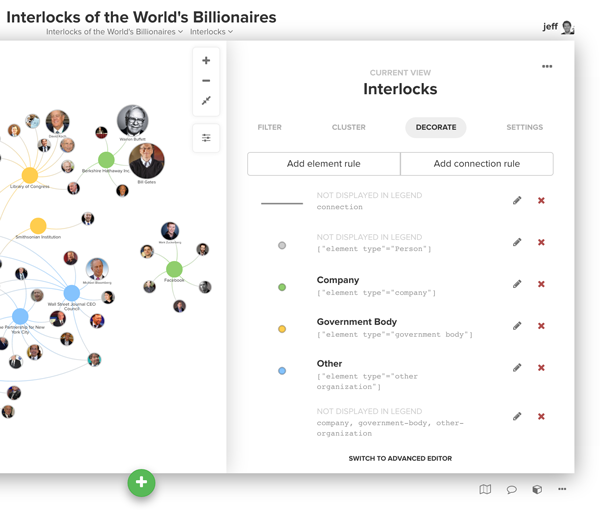 Interlocks of the World's Billionaires
Interlocks of the World's Billionaires Interlocks
jeff
CURRENT VIEW
Interlocks
FILTER CLUSTER DECORATE SETTINGS
Add element rule Add connection rule
NOT DISPLAYED IN LEGEND
connection
NOT DISPLAYED IN LEGEND
["element type"="Person"]
Company
["element type"="company"]
Government Body
["element type"="government body"]
Other
["element type"="other
organization"]
NOT DISPLAYED IN LEGEND
company, government-body, other-
organization
SWITCH TO ADVANCED EDITOR
Warren Buffett
Berkshire Hathaway Inc.
Bill Gates
Library of Congress
Smithsonian Institution
Mark Zuckerberg
Facebook
Michael Bloomberg
Wall Street Journal CEO
Council
Partnership for New
York City